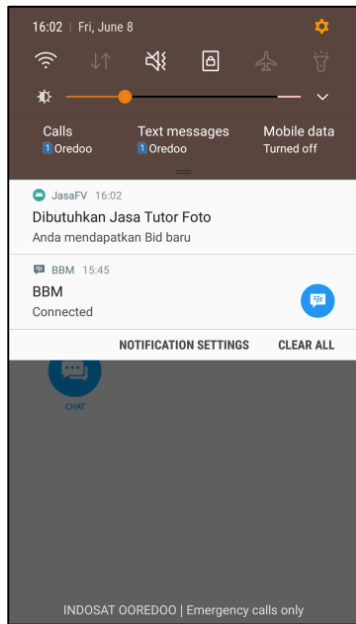 16:02 | Fri, June 8
A
Calls
Text messages
Mobile data
1 Oredoo
1 Oredoo
Turned off
JasaFV 16:02
Dibutuhkan Jasa Tutor Foto
Anda mendapatkan Bid baru
BBM 15:45
BBM
Connected
NOTIFICATION SETTINGS CLEAR ALL
CHAT
INDOSAT OOREDOO | Emergency calls only